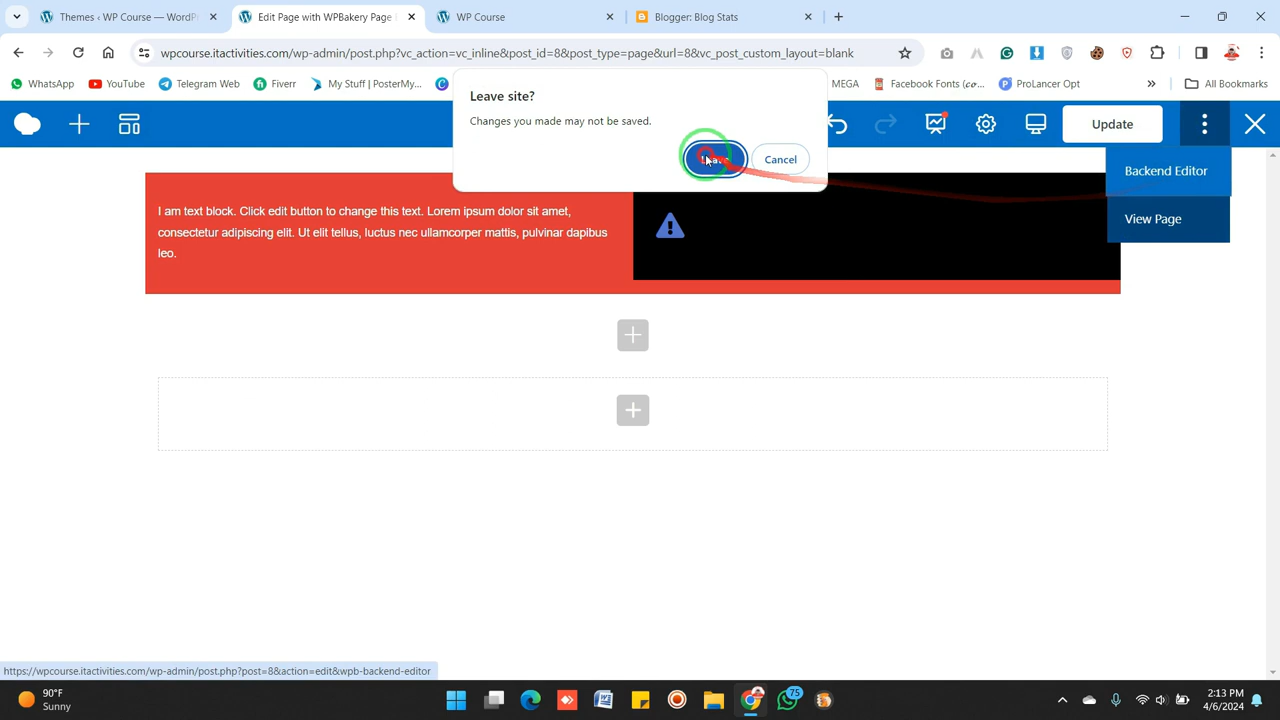 Themes ‹ WP Course — WordPr
Edit Page with WPBakery Page
WP Course
Blogger: Blog Stats
wpcourse.itactivities.com/wp-admin/post.php?vc_action=vc_inline&post_id=8&post_type=page&url=8&vc_post_custom_layout=blank
WhatsApp
YouTube
Telegram Web
Fiverr
My Stuff | PosterMy...
MEGA
Facebook Fonts (𝓬𝓸...
ProLancer Opt
All Bookmarks
Leave site?
Changes you made may not be saved.
Leave
Cancel
Update
Backend Editor
View Page
I am text block. Click edit button to change this text. Lorem ipsum dolor sit amet,
consectetur adipiscing elit. Ut elit tellus, luctus nec ullamcorper mattis, pulvinar dapibus
leo.
https://wpcourse.itactivities.com/wp-admin/post.php?post=8&action=edit&wpb-backend-editor
90°F
Sunny
75
2:13 PM
4/6/2024